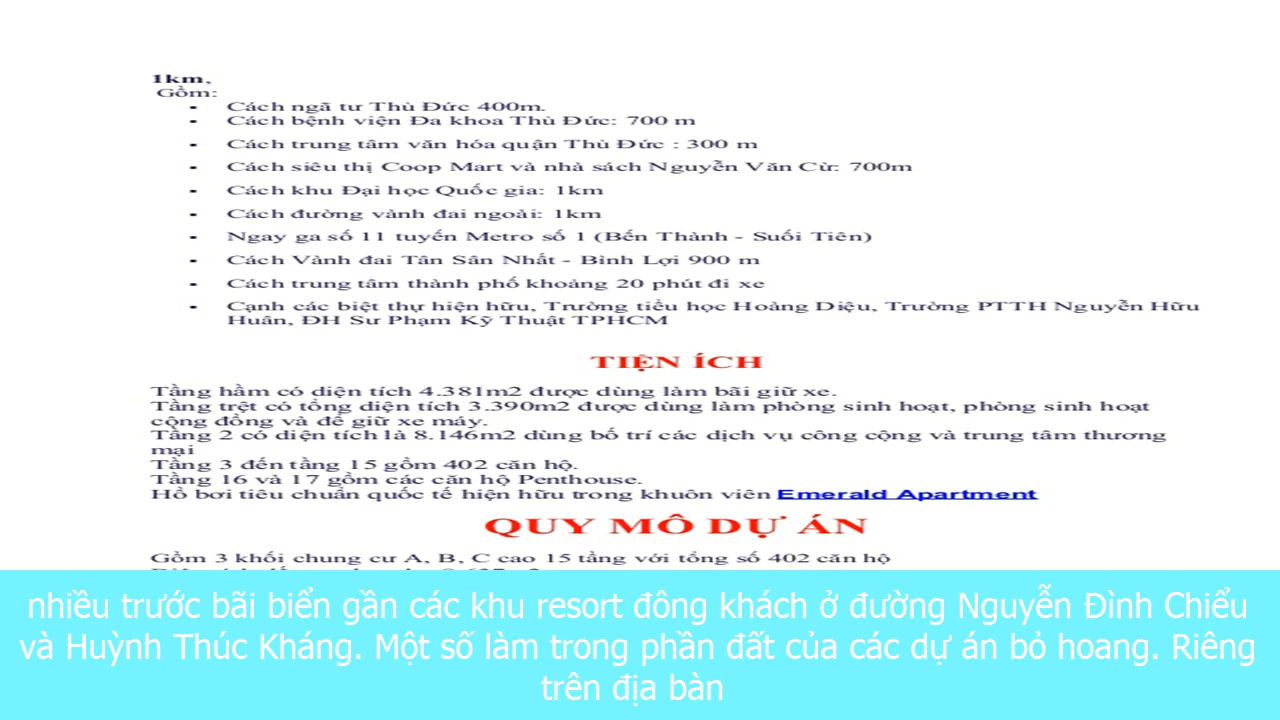 1km,
Gồm:
• Cách ngã tư Thủ Đức 400m.
• Cách bệnh viện Đa khoa Thủ Đức: 700 m
• Cách trung tâm văn hóa quận Thủ Đức : 300 m
• Cách siêu thị Coop Mart và nhà sách Nguyễn Văn Cừ: 700m
• Cách khu Đại học Quốc gia: 1km
• Cách đường vành đai ngoài: 1km
• Ngay ga số 11 tuyến Metro số 1 (Bến Thành - Suối Tiên)
• Cách Vành đai Tân Sân Nhất - Bình Lợi 900 m
• Cách trung tâm thành phố khoảng 20 phút đi xe
• Cạnh các biệt thự hiện hữu, Trường tiểu học Hoàng Diệu, Trường PTTH Nguyễn Hữu
Huân, ĐH Sư Phạm Kỹ Thuật TPHCM
TIỆN ÍCH
Tầng hầm có diện tích 4.381m2 được dùng làm bãi giữ xe.
Tầng trệt có tổng diện tích 3.390m2 được dùng làm phòng sinh hoạt, phòng sinh hoạt
cộng đồng và để giữ xe máy.
Tầng 2 có diện tích là 8.146m2 dùng bố trí các dịch vụ công cộng và trung tâm thương
mại
Tầng 3 đến tầng 15 gồm 402 căn hộ.
Tầng 16 và 17 gồm các căn hộ Penthouse.
Hồ bơi tiêu chuẩn quốc tế hiện hữu trong khuôn viên Emerald Apartment
QUY MÔ DỰ ÁN
Gồm 3 khối chung cư A, B, C cao 15 tầng với tổng số 402 căn hộ
nhiều trước bãi biển gần các khu resort đông khách ở đường Nguyễn Đình Chiểu
và Huỳnh Thúc Kháng. Một số làm trong phần đất của các dự án bỏ hoang. Riêng
trên địa bàn